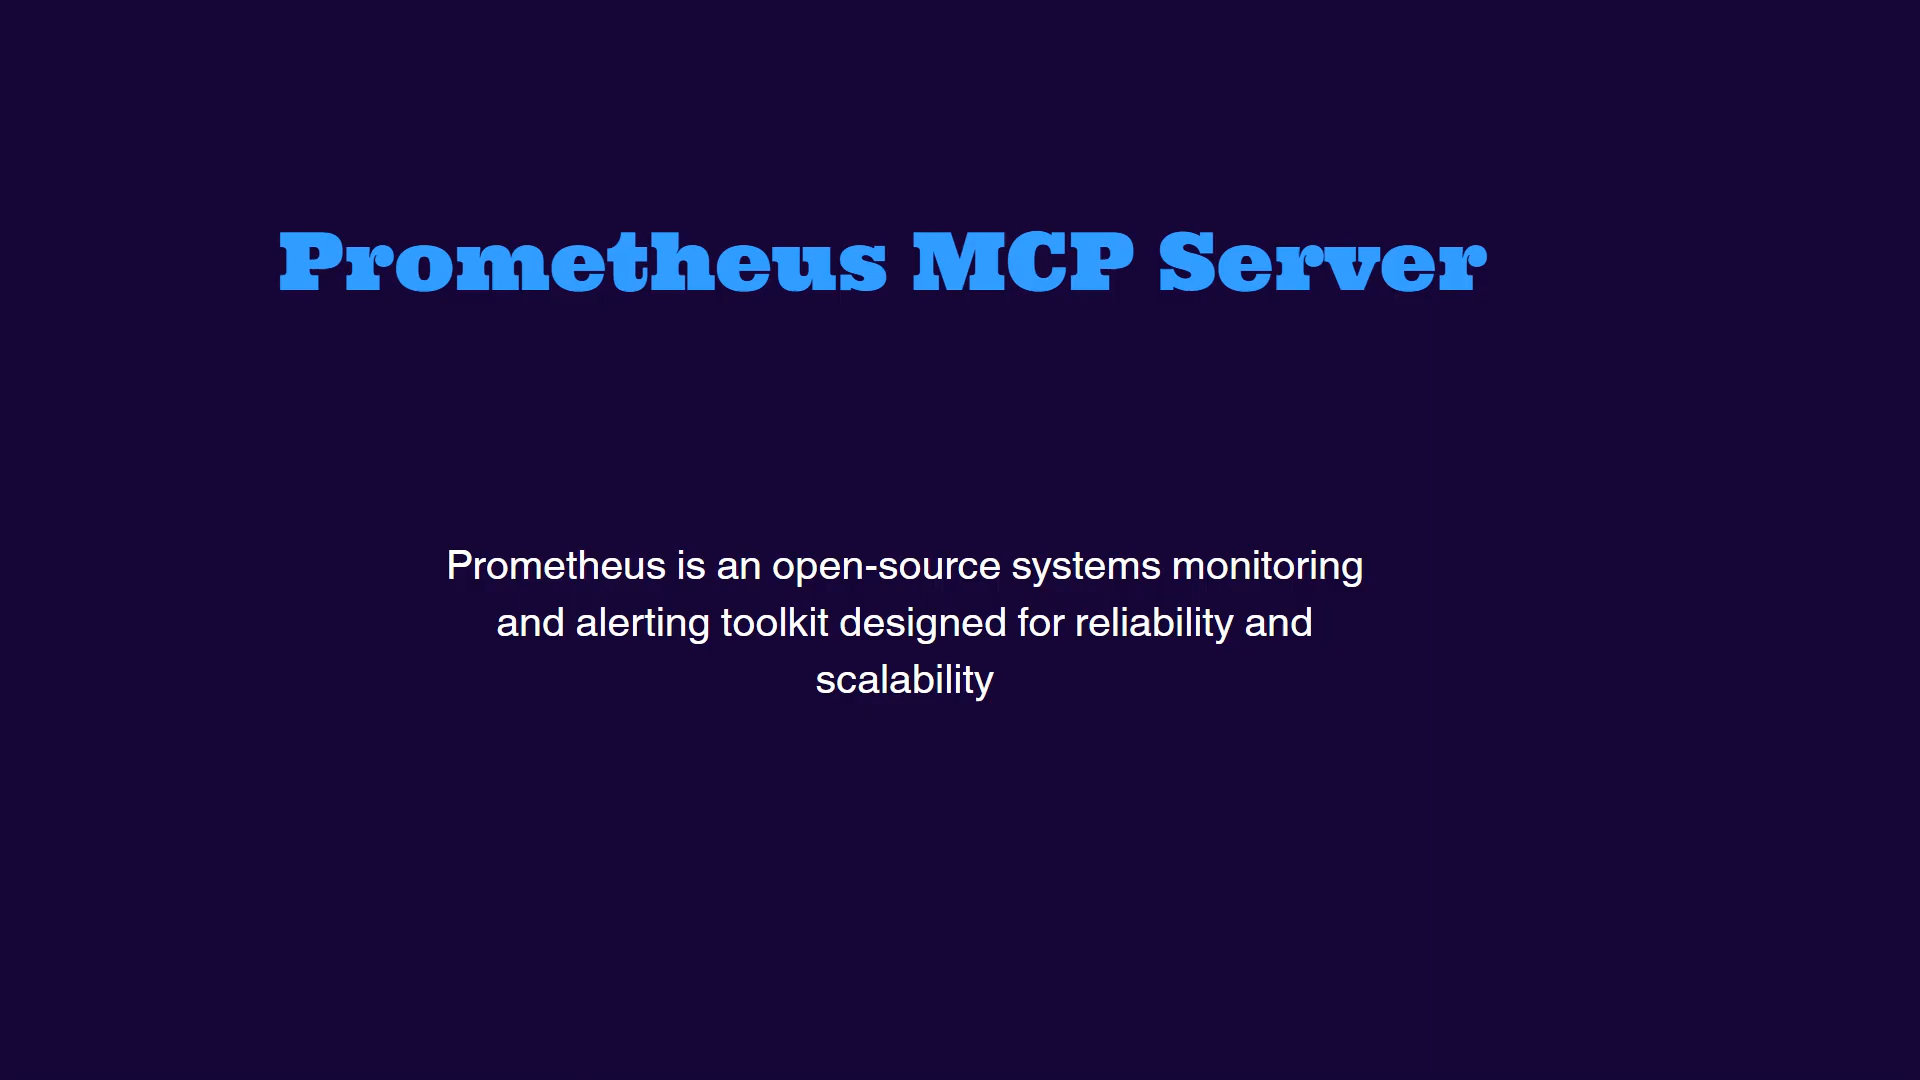 Prometheus MCP Server
Prometheus is an open-source systems monitoring
and alerting toolkit designed for reliability and
scalability